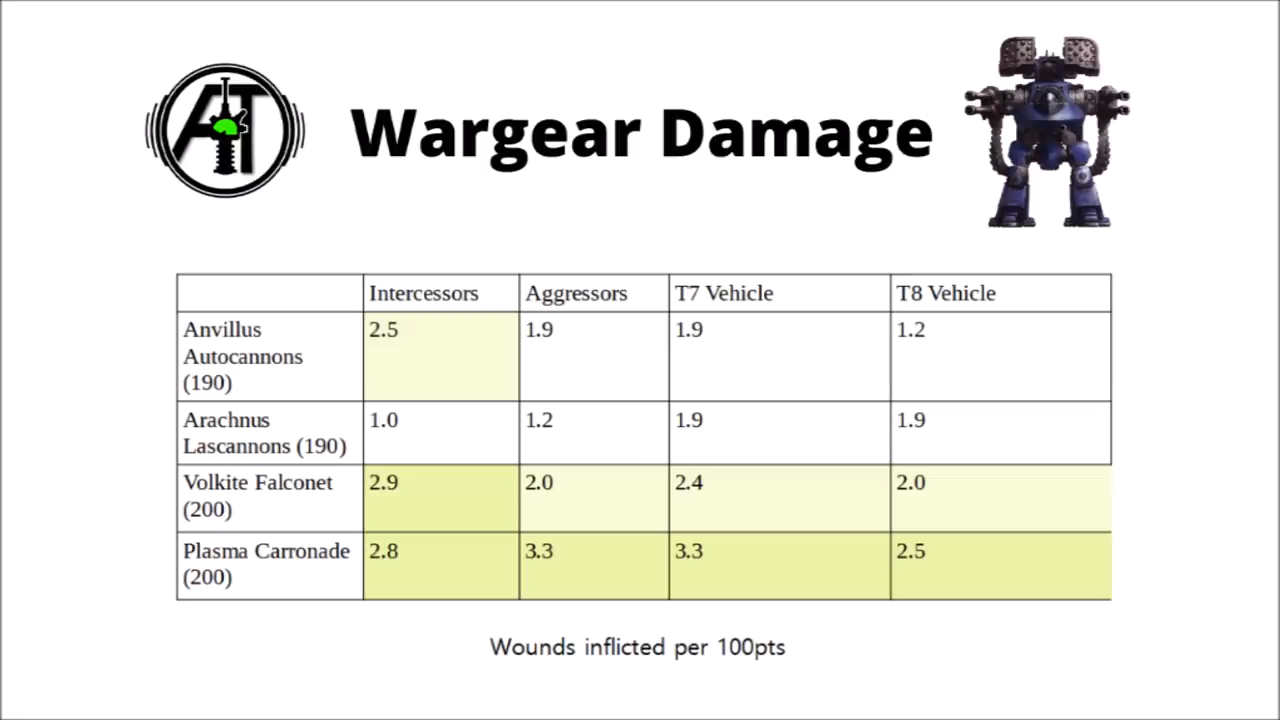 AT
Wargear Damage
Intercessors Aggressors T7 Vehicle T8 Vehicle
Anvillus 2.5 1.9 1.9 1.2
Autocannons
(190)
Arachnus 1.0 1.2 1.9 1.9
Lascannons (190)
Volkite Falconet 2.9 2.0 2.4 2.0
(200)
Plasma Carronade 2.8 3.3 3.3 2.5
(200)
Wounds inflicted per 100pts